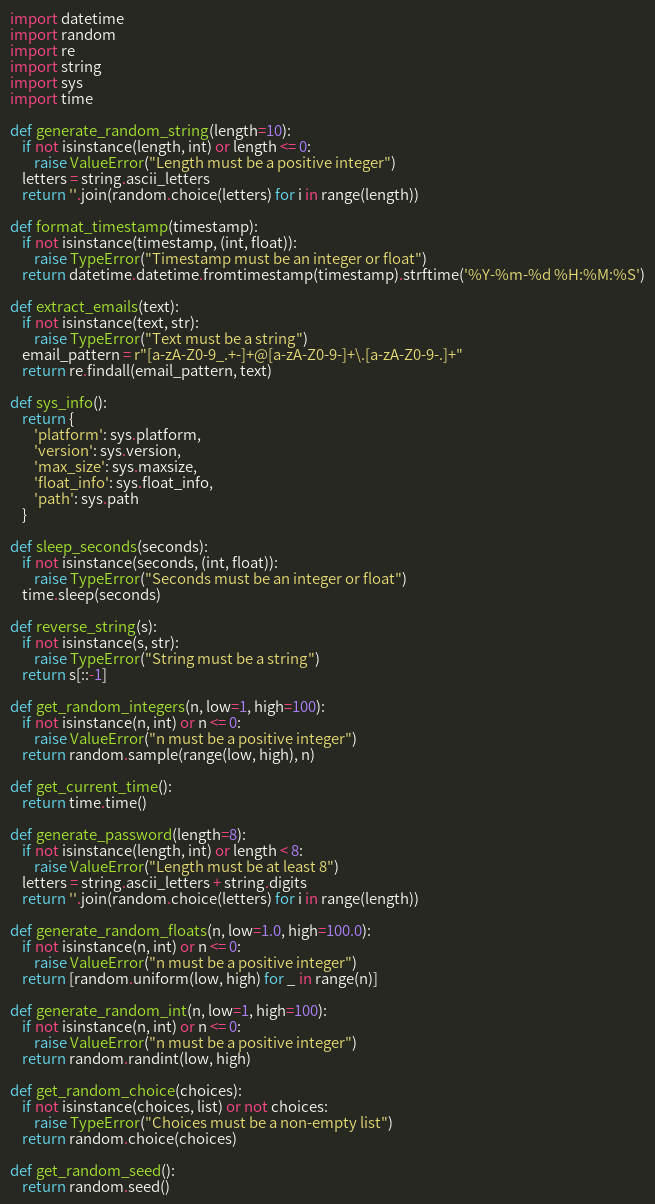 import datetime
import random
import re
import string
import sys
import time

def generate_random_string(length=10):
    if not isinstance(length, int) or length <= 0:
        raise ValueError("Length must be a positive integer")
    letters = string.ascii_letters
    return ''.join(random.choice(letters) for i in range(length))

def format_timestamp(timestamp):
    if not isinstance(timestamp, (int, float)):
        raise TypeError("Timestamp must be an integer or float")
    return datetime.datetime.fromtimestamp(timestamp).strftime('%Y-%m-%d %H:%M:%S')

def extract_emails(text):
    if not isinstance(text, str):
        raise TypeError("Text must be a string")
    email_pattern = r"[a-zA-Z0-9_.+-]+@[a-zA-Z0-9-]+\.[a-zA-Z0-9-.]+"
    return re.findall(email_pattern, text)

def sys_info():
    return {
        'platform': sys.platform,
        'version': sys.version,
        'max_size': sys.maxsize,
        'float_info': sys.float_info,
        'path': sys.path
    }

def sleep_seconds(seconds):
    if not isinstance(seconds, (int, float)):
        raise TypeError("Seconds must be an integer or float")
    time.sleep(seconds)

def reverse_string(s):
    if not isinstance(s, str):
        raise TypeError("String must be a string")
    return s[::-1]

def get_random_integers(n, low=1, high=100):
    if not isinstance(n, int) or n <= 0:
        raise ValueError("n must be a positive integer")
    return random.sample(range(low, high), n)

def get_current_time():
    return time.time()

def generate_password(length=8):
    if not isinstance(length, int) or length < 8:
        raise ValueError("Length must be at least 8")
    letters = string.ascii_letters + string.digits
    return ''.join(random.choice(letters) for i in range(length))

def generate_random_floats(n, low=1.0, high=100.0):
    if not isinstance(n, int) or n <= 0:
        raise ValueError("n must be a positive integer")
    return [random.uniform(low, high) for _ in range(n)]

def generate_random_int(n, low=1, high=100):
    if not isinstance(n, int) or n <= 0:
        raise ValueError("n must be a positive integer")
    return random.randint(low, high)

def get_random_choice(choices):
    if not isinstance(choices, list) or not choices:
        raise TypeError("Choices must be a non-empty list")
    return random.choice(choices)

def get_random_seed():
    return random.seed()